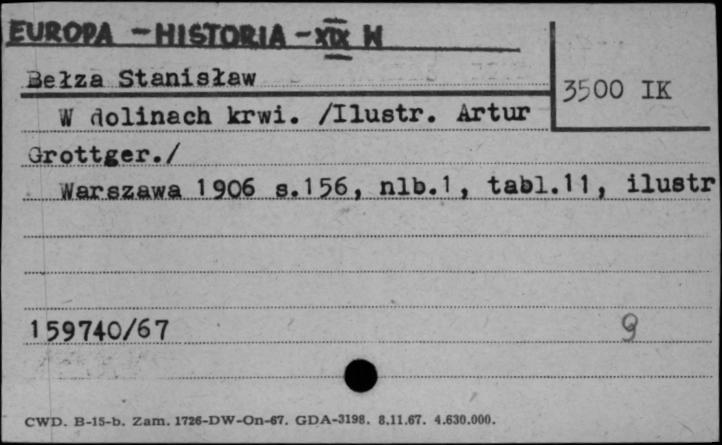 EUROPA - HISTORIA - XIX W
Bełza Stanisław
3500 IK
W dolinach krwi. /Ilustr. Artur
Grottger./
Warszawa 1906 s.156, nlb.1, tabl.11, ilustr
159740/67
9
CWD. B-15-b. Zam. 1726-DW-On-67. GDA-3198. 8.11.67. 4.630.000.